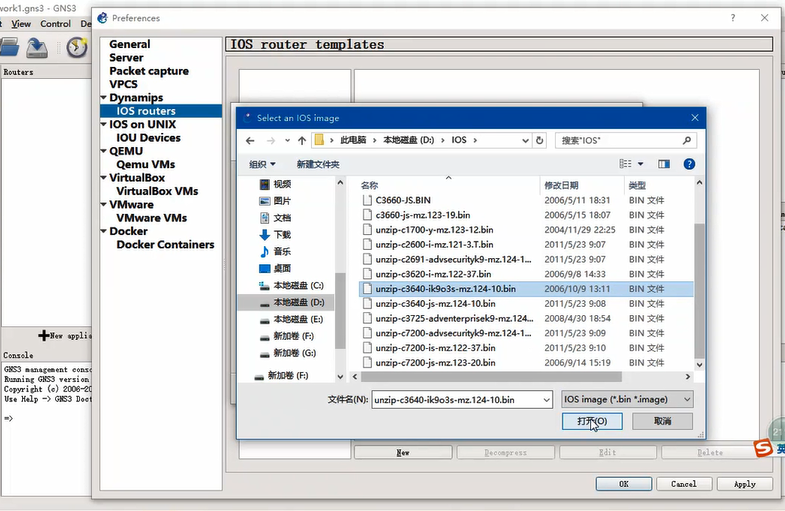 work1.gns3 - GNS3
View Control
Routers
New applia
Console
GNS3 management conso
Running GNS3 version
Copyright (c) 2006-20
Use Help -> GNS3 Doct
=>
Preferences
General
Server
Packet capture
VPCS
Dynamips
IOS routers
IOS on UNIX
IOU Devices
QEMU
Qemu VMs
VirtualBox
VirtualBox VMs
VMware
VMware VMs
Docker
Docker Containers
IOS router templates
Select an IOS image
此电脑 › 本地磁盘 (D:) › IOS ›
搜索"IOS"
组织 新建文件夹
视频
图片
文档
下载
音乐
桌面
本地磁盘 (C:)
本地磁盘 (D:)
本地磁盘 (E:)
新加卷 (F:)
新加卷 (G:)
新加卷 (F:)
名称 修改日期 类型
C3660-JS.BIN 2006/5/11 18:31 BIN 文件
c3660-js-mz.123-19.bin 2006/5/15 18:07 BIN 文件
unzip-c1700-y-mz.123-12.bin 2004/11/29 22:25 BIN 文件
unzip-c2600-i-mz.121-3.T.bin 2011/5/23 9:07 BIN 文件
unzip-c2691-advsecurityk9-mz.124-1... 2011/5/23 9:07 BIN 文件
unzip-c3620-i-mz.122-37.bin 2006/9/8 14:33 BIN 文件
unzip-c3640-ik9o3s-mz.124-10.bin 2006/10/9 13:11 BIN 文件
unzip-c3640-js-mz.124-10.bin 2011/5/23 9:08 BIN 文件
unzip-c3725-adventerprisek9-mz.124... 2008/4/30 18:54 BIN 文件
unzip-c7200-advsecurityk9-mz.124-1... 2011/5/23 9:09 BIN 文件
unzip-c7200-is-mz.122-37.bin 2011/5/23 9:10 BIN 文件
unzip-c7200-js-mz.123-20.bin 2006/9/14 15:19 BIN 文件
文件名(N): unzip-c3640-ik9o3s-mz.124-10.bin IOS image (*.bin *.image)
打开(O) 取消
New Decompress Edit Delete
OK Cancel Apply
21
S 英